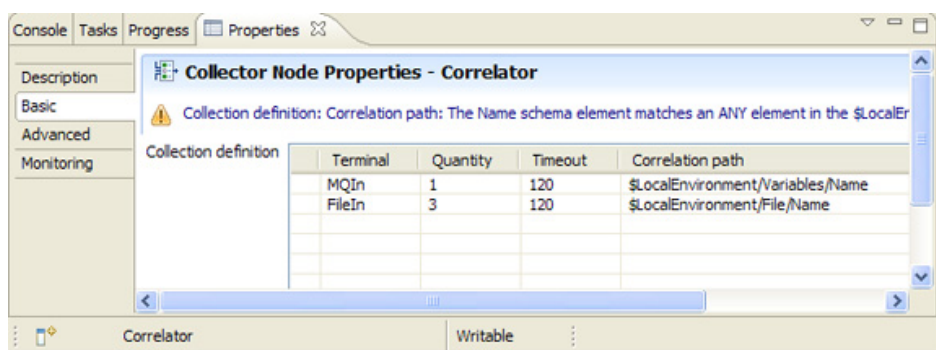 Console Tasks Progress Properties
Description
Basic
Advanced
Monitoring
Collector Node Properties - Correlator
Collection definition: Correlation path: The Name schema element matches an ANY element in the $LocalEr
Collection definition
Terminal Quantity Timeout Correlation path
MQIn 1 120 $LocalEnvironment/Variables/Name
FileIn 3 120 $LocalEnvironment/File/Name
Correlator Writable